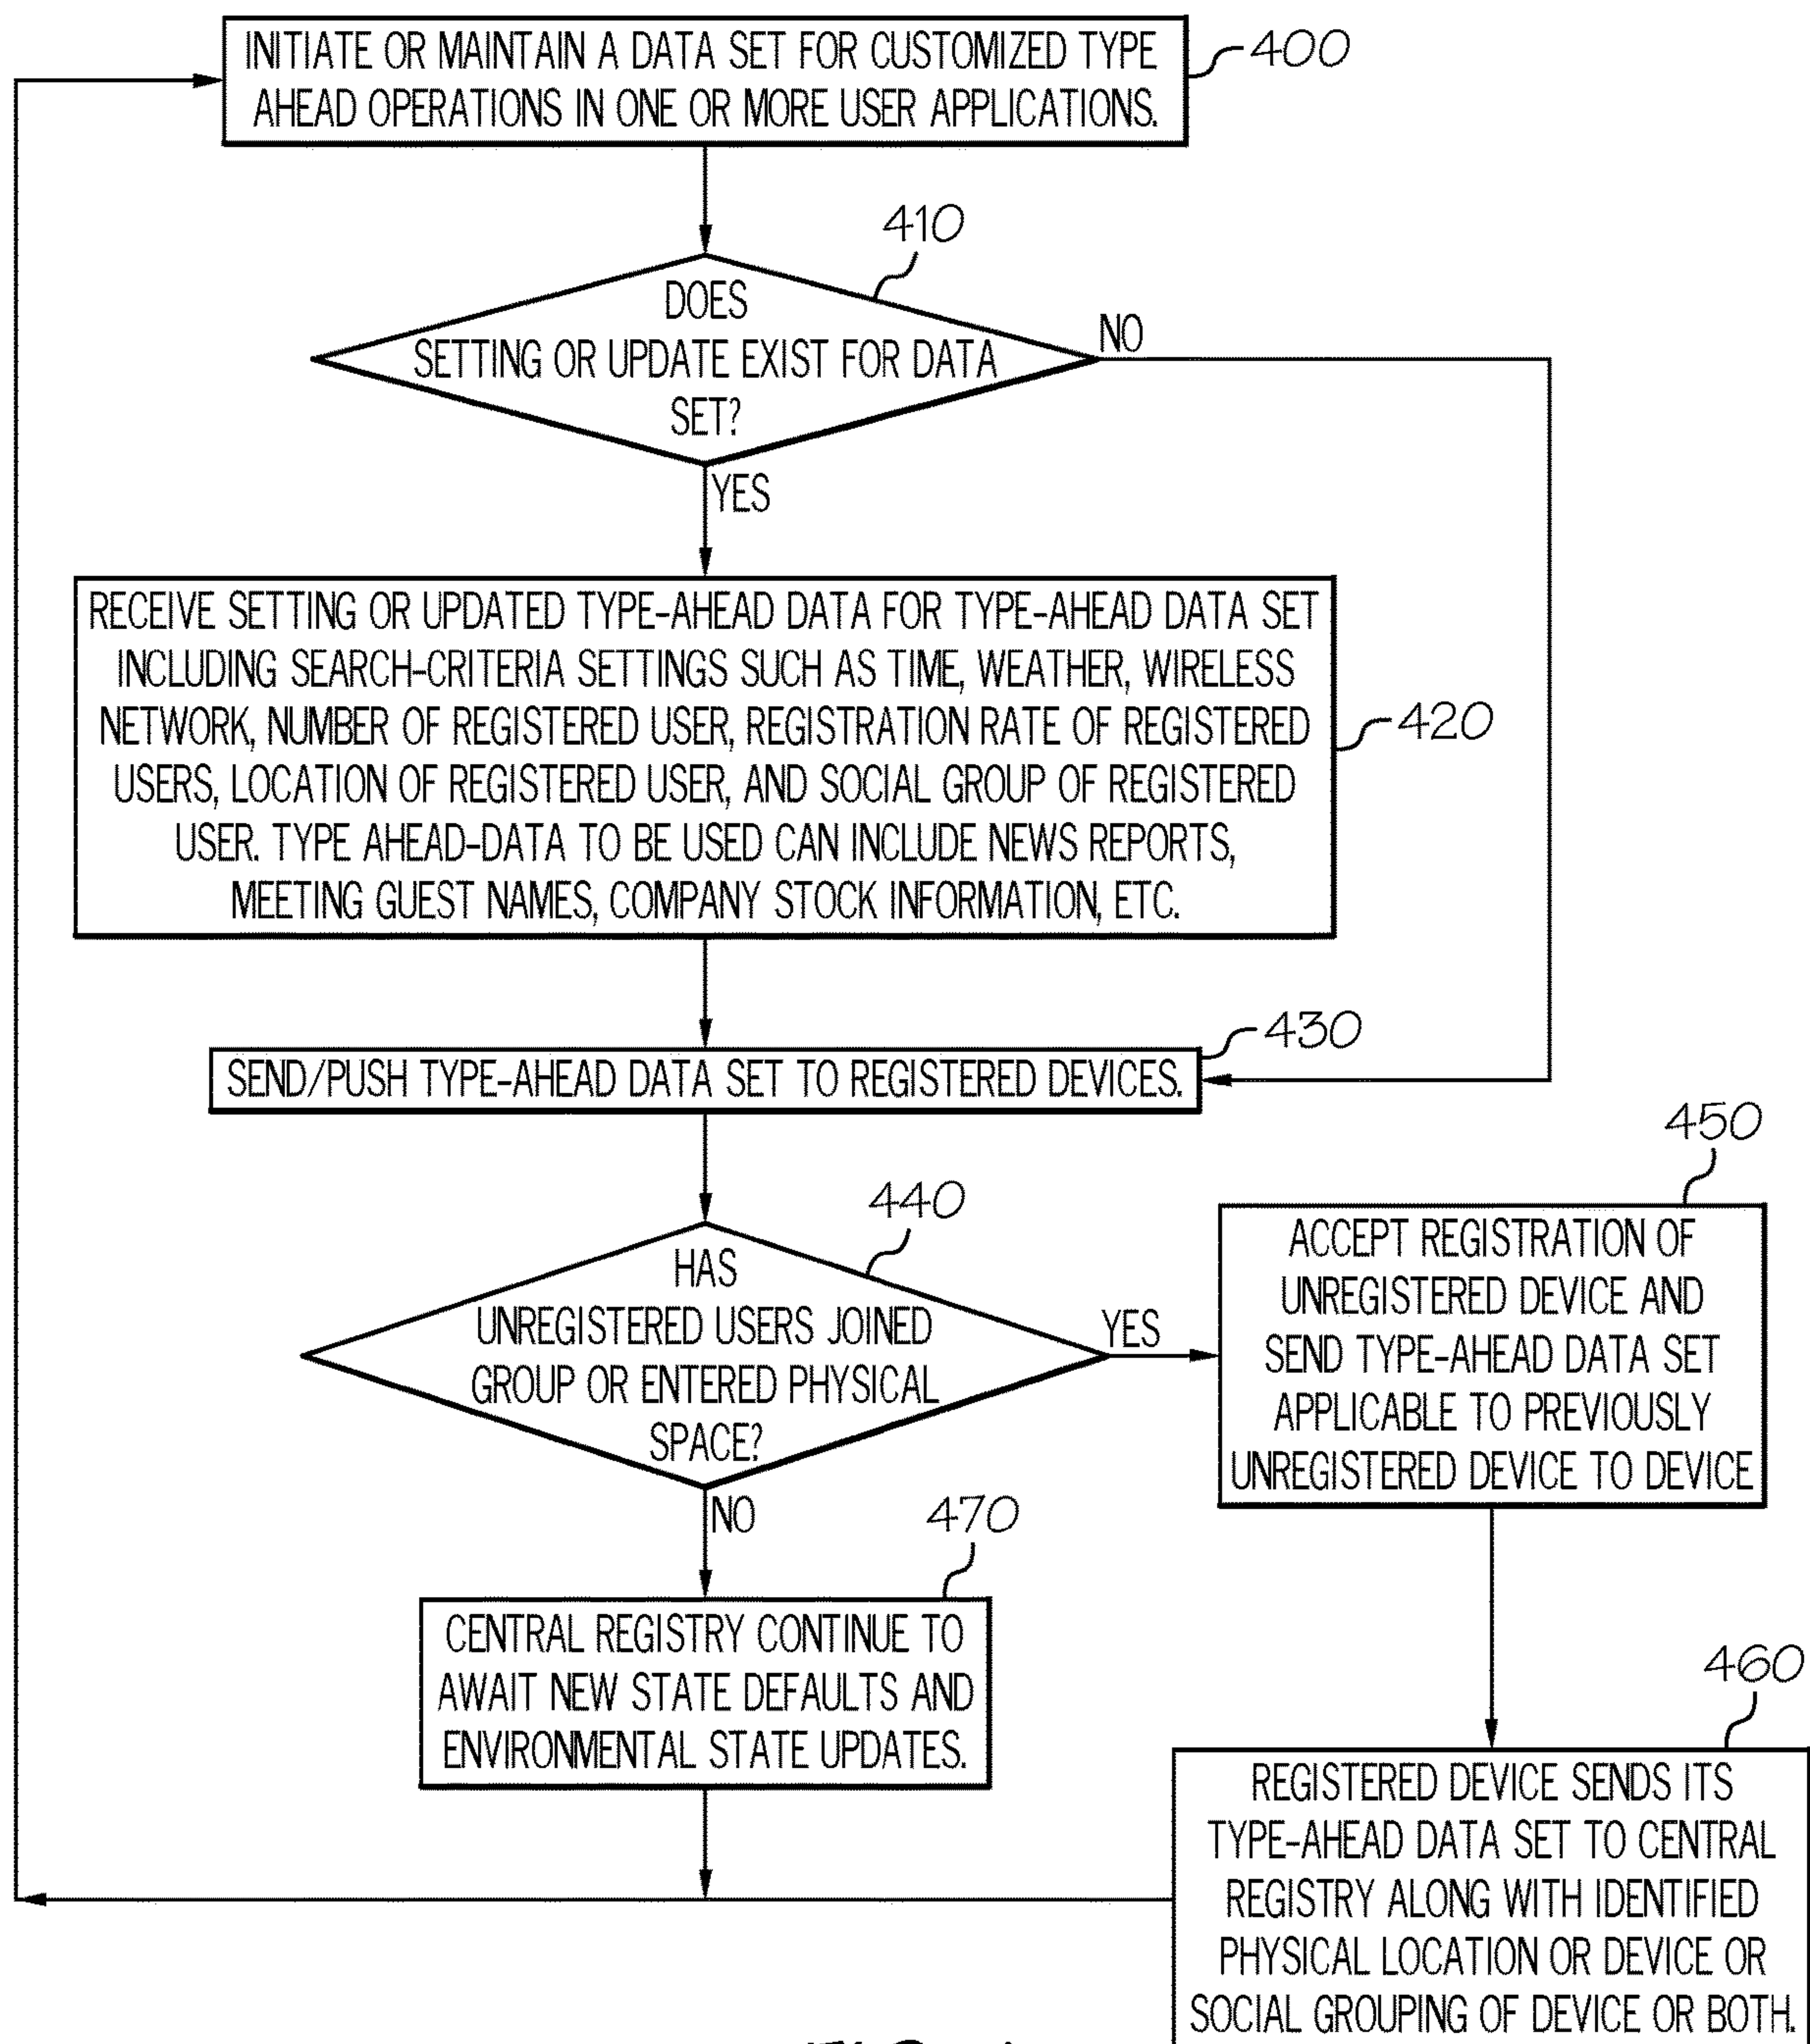 INITIATE OR MAINTAIN A DATA SET FOR CUSTOMIZED TYPE
AHEAD OPERATIONS IN ONE OR MORE USER APPLICATIONS.
400
410
DOES
SETTING OR UPDATE EXIST FOR DATA
SET?
NO
YES
RECEIVE SETTING OR UPDATED TYPE-AHEAD DATA FOR TYPE-AHEAD DATA SET
INCLUDING SEARCH-CRITERIA SETTINGS SUCH AS TIME, WEATHER, WIRELESS
NETWORK, NUMBER OF REGISTERED USER, REGISTRATION RATE OF REGISTERED
USERS, LOCATION OF REGISTERED USER, AND SOCIAL GROUP OF REGISTERED
USER. TYPE AHEAD-DATA TO BE USED CAN INCLUDE NEWS REPORTS,
MEETING GUEST NAMES, COMPANY STOCK INFORMATION, ETC.
420
430
SEND/PUSH TYPE-AHEAD DATA SET TO REGISTERED DEVICES.
440
HAS
UNREGISTERED USERS JOINED
GROUP OR ENTERED PHYSICAL
SPACE?
YES
NO
450
ACCEPT REGISTRATION OF
UNREGISTERED DEVICE AND
SEND TYPE-AHEAD DATA SET
APPLICABLE TO PREVIOUSLY
UNREGISTERED DEVICE TO DEVICE
470
CENTRAL REGISTRY CONTINUE TO
AWAIT NEW STATE DEFAULTS AND
ENVIRONMENTAL STATE UPDATES.
460
REGISTERED DEVICE SENDS ITS
TYPE-AHEAD DATA SET TO CENTRAL
REGISTRY ALONG WITH IDENTIFIED
PHYSICAL LOCATION OR DEVICE OR
SOCIAL GROUPING OF DEVICE OR BOTH.